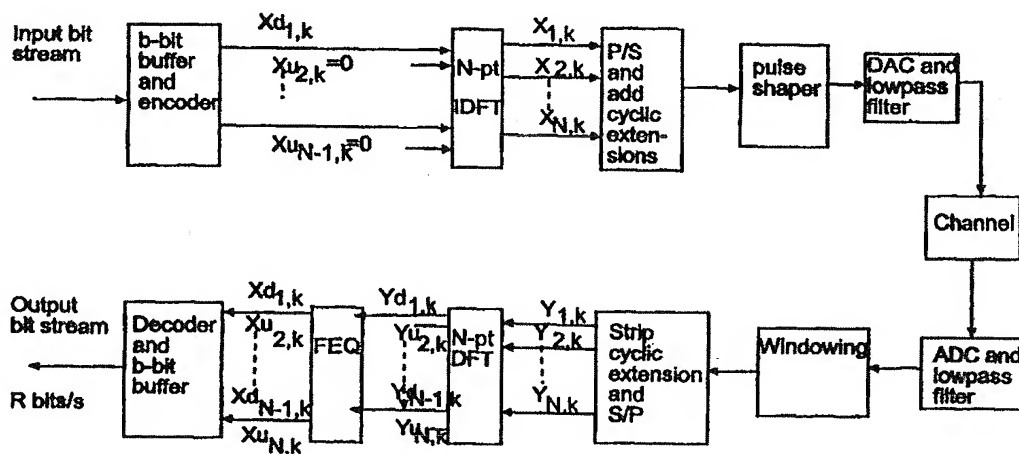 Input bit
stream
b-bit
buffer
and
encoder
Xd1,k
Xu2,k=0
XuN-1,k=0
N-pt
IDFT
X1,k
X2,k
XN,k
P/S
and
add
cyclic
exten-
sions
pulse
shaper
DAC and
lowpass
filter
Channel
ADC and
lowpass
filter
Windowing
Strip
cyclic
extension
and
S/P
Y1,k
Y2,k
YN,k
N-pt
DFT
Yd1,k
Yu2,k
YdN-1,k
YuN,k
FEQ
Xd1,k
Xu2,k
XdN-1,k
XuN,k
Decoder
and
b-bit
buffer
Output
bit stream
R bits/s